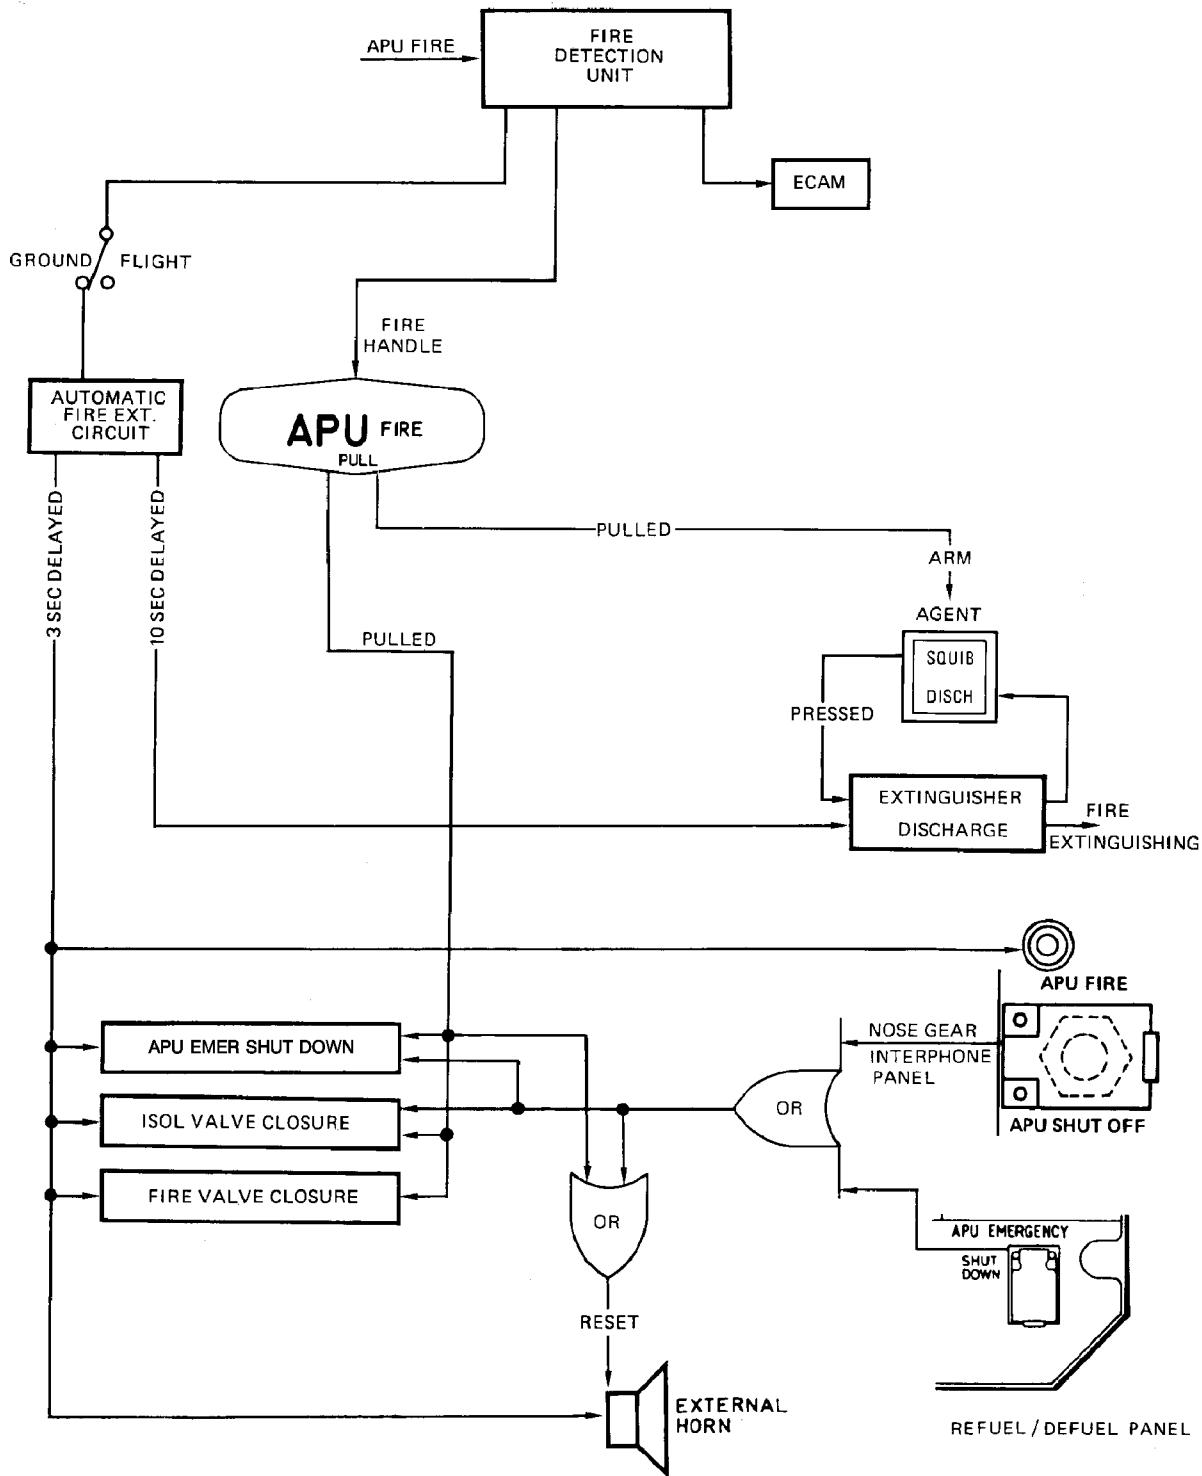 APU FIRE
FIRE
DETECTION
UNIT
ECAM
GROUND
FLIGHT
FIRE
HANDLE
AUTOMATIC
FIRE EXT.
CIRCUIT
APU FIRE
PULL
3 SEC DELAYED
10 SEC DELAYED
PULLED
ARM
AGENT
PULLED
SQUIB
DISCH
PRESSED
EXTINGUISHER
DISCHARGE
FIRE
EXTINGUISHING
APU FIRE
NOSE GEAR
INTERPHONE
PANEL
APU EMER SHUT DOWN
OR
ISOL VALVE CLOSURE
APU SHUT OFF
FIRE VALVE CLOSURE
OR
APU EMERGENCY
SHUT
DOWN
RESET
EXTERNAL
HORN
REFUEL / DEFUEL PANEL